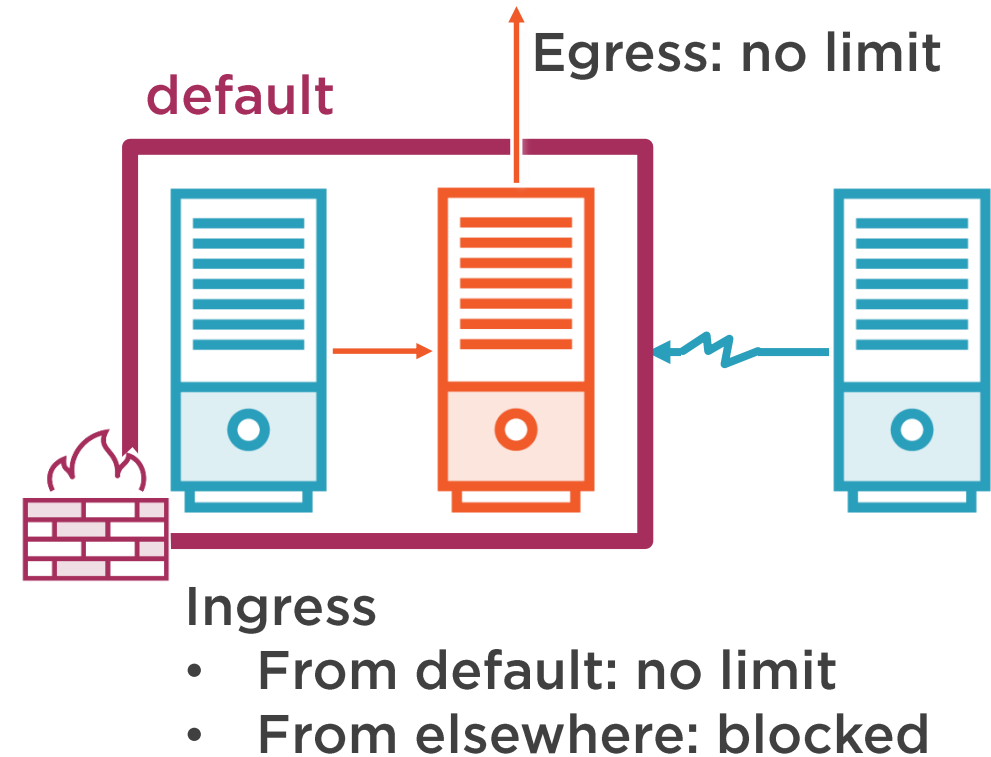 Egress: no limit
default
Ingress
• From default: no limit
• From elsewhere: blocked